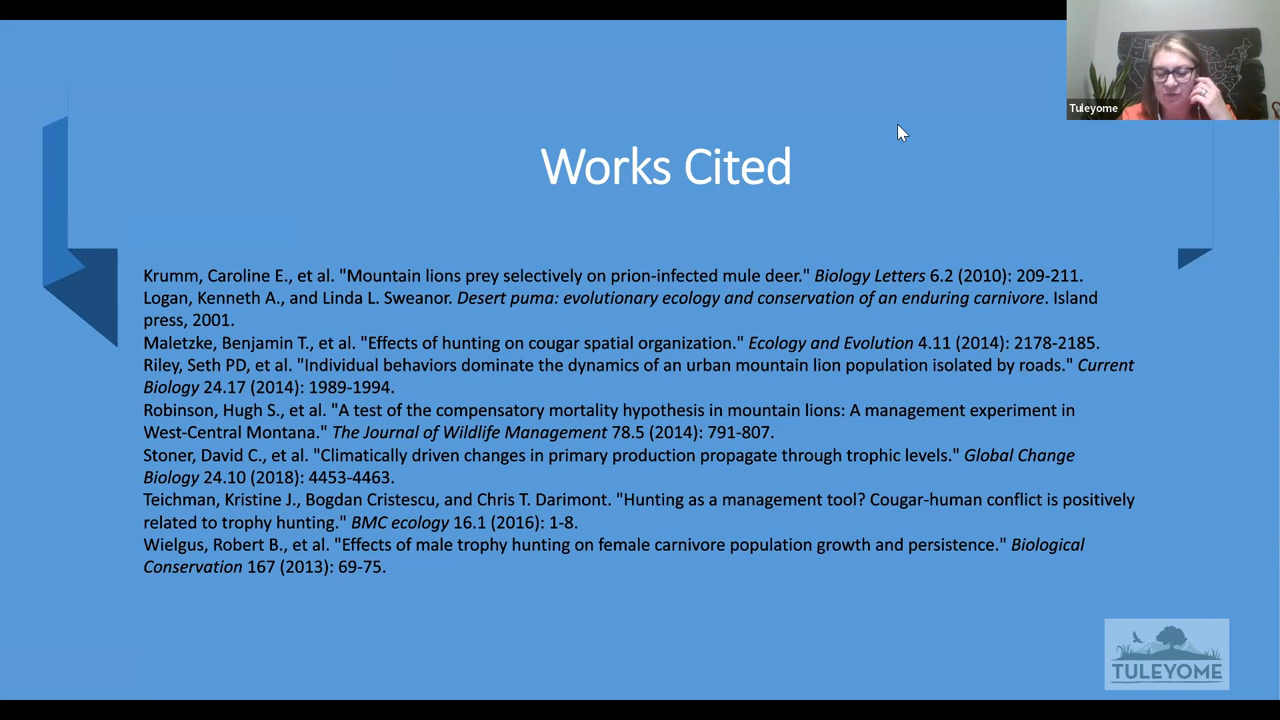 Tuleyome
Works Cited
Krumm, Caroline E., et al. "Mountain lions prey selectively on prion-infected mule deer." Biology Letters 6.2 (2010): 209-211.
Logan, Kenneth A., and Linda L. Sweanor. Desert puma: evolutionary ecology and conservation of an enduring carnivore. Island
press, 2001.
Maletzke, Benjamin T., et al. "Effects of hunting on cougar spatial organization." Ecology and Evolution 4.11 (2014): 2178-2185.
Riley, Seth PD, et al. "Individual behaviors dominate the dynamics of an urban mountain lion population isolated by roads." Current
Biology 24.17 (2014): 1989-1994.
Robinson, Hugh S., et al. "A test of the compensatory mortality hypothesis in mountain lions: A management experiment in
West-Central Montana." The Journal of Wildlife Management 78.5 (2014): 791-807.
Stoner, David C., et al. "Climatically driven changes in primary production propagate through trophic levels." Global Change
Biology 24.10 (2018): 4453-4463.
Teichman, Kristine J., Bogdan Cristescu, and Chris T. Darimont. "Hunting as a management tool? Cougar-human conflict is positively
related to trophy hunting." BMC ecology 16.1 (2016): 1-8.
Wielgus, Robert B., et al. "Effects of male trophy hunting on female carnivore population growth and persistence." Biological
Conservation 167 (2013): 69-75.
TULEYOME